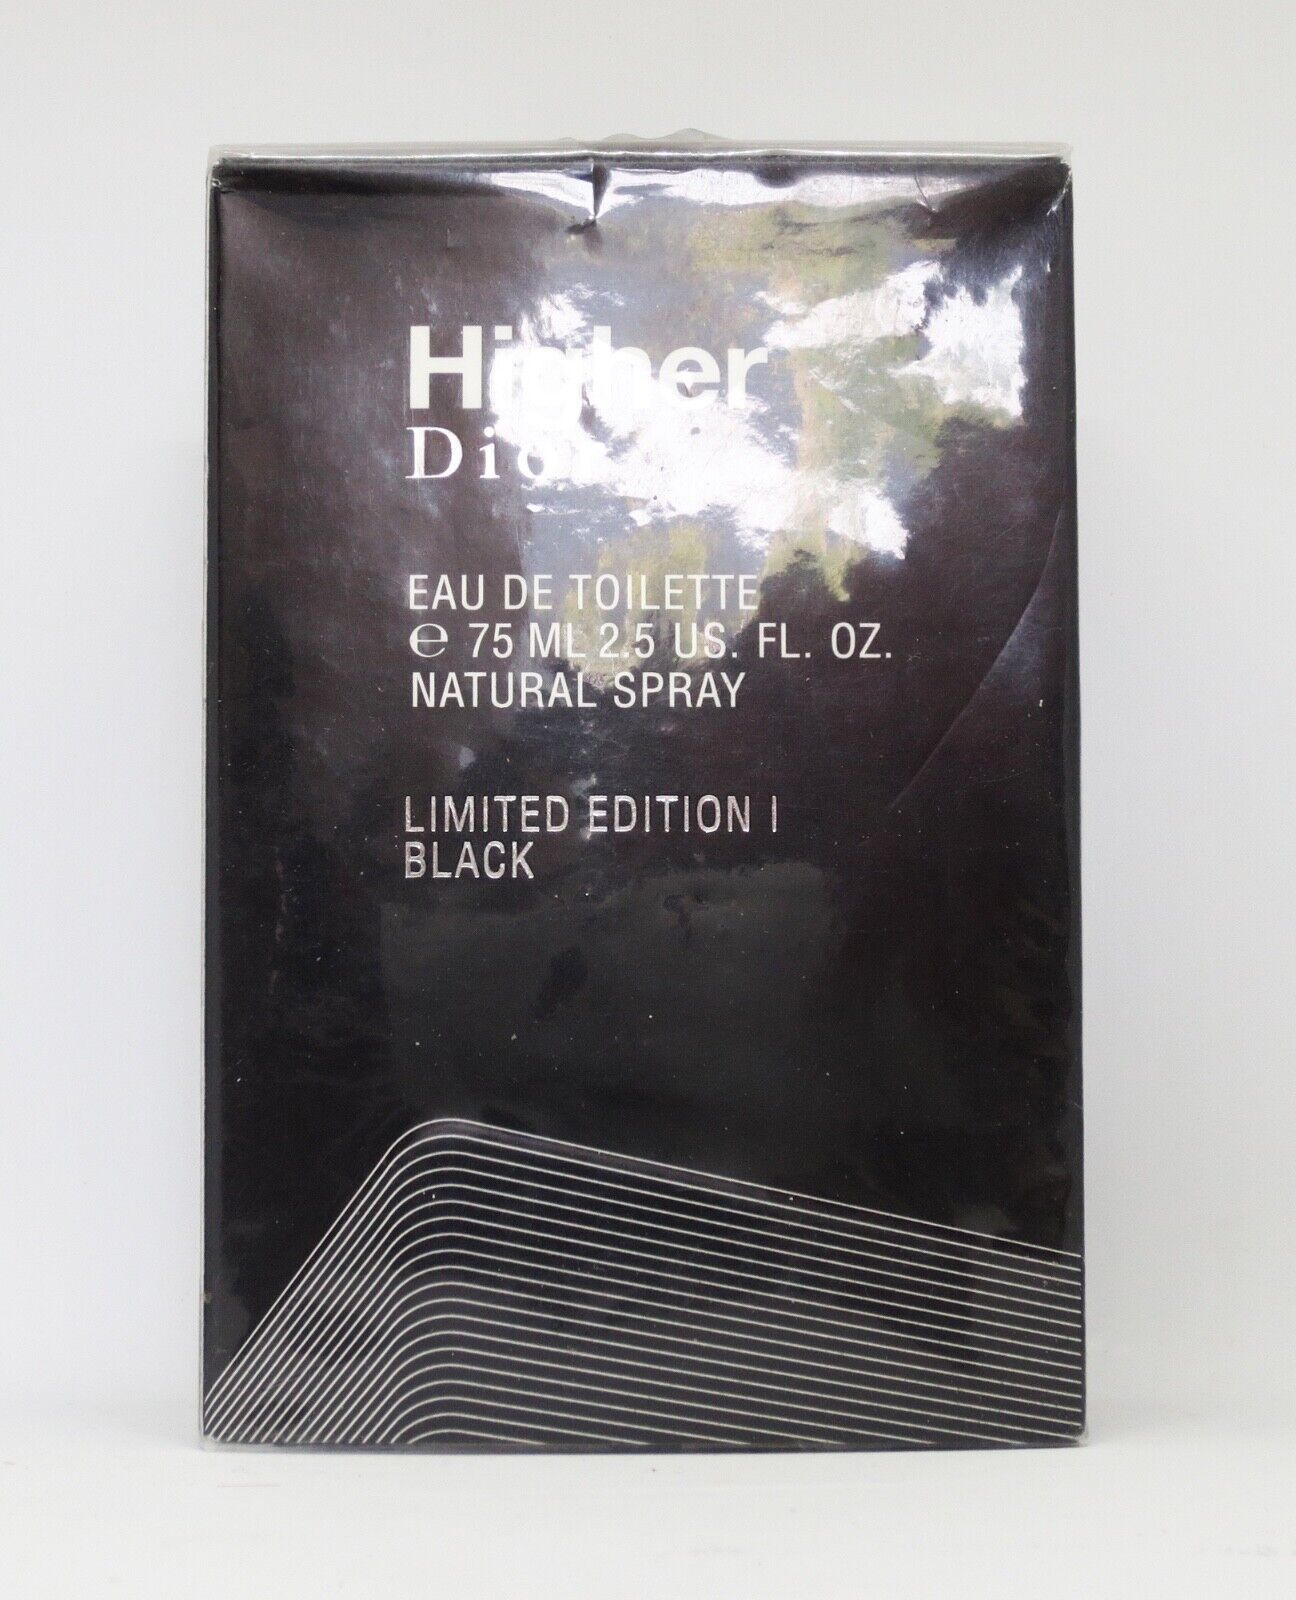 Higher
Dior
EAU DE TOILETTE
℮ 75 ML 2.5 US. FL. OZ.
NATURAL SPRAY
LIMITED EDITION I
BLACK